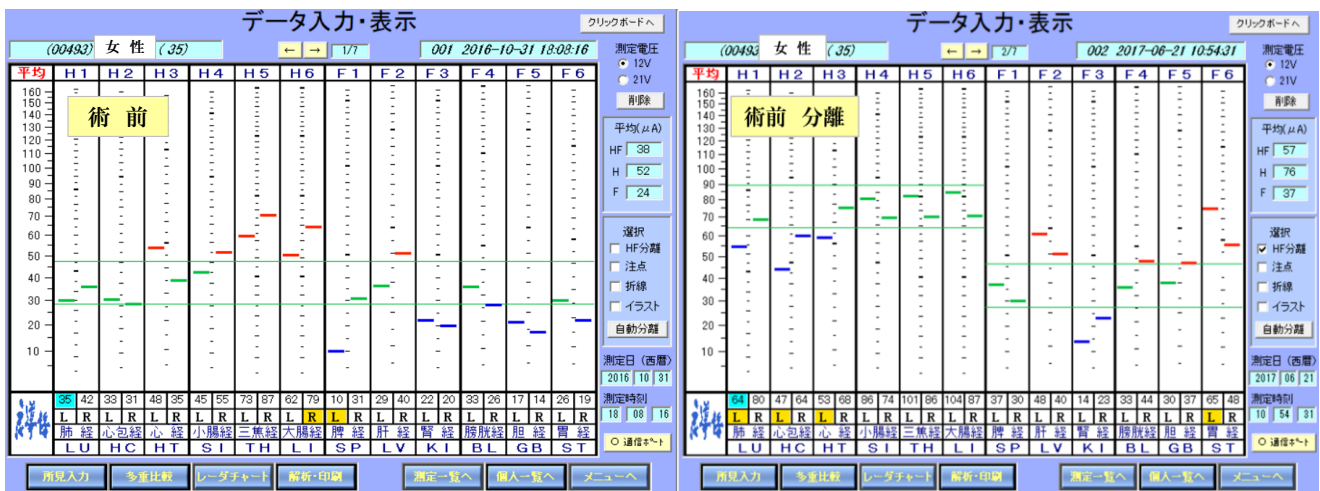 データ入力・表示
クリックボードへ
(00493) 女 性 ( 35)
← → 1/7
001 2016-10-31 18:08:16
測定電圧
12V
21V
削除
平均(μA)
HF 38
H 52
F 24
選択
HF分離
注点
折線
イラスト
自動分離
測定日 (西暦)
2016 10 31
測定時刻
18 08 16
○ 通信ポート
平均 H1 H2 H3 H4 H5 H6 F1 F2 F3 F4 F5 F6
術 前
160
150
140
130
120
110
100
90
80
70
60
50
40
30
20
10
35 42 33 31 48 35 45 55 73 87 62 79 10 31 29 40 22 20 33 26 17 14 26 19
L R L R L R L R L R L R L R L R L R L R L R L R
肺 経 心包経 心 経 小腸経 三焦経 大腸経 脾 経 肝 経 腎 経 膀胱経 胆 経 胃 経
LU HC HT SI TH LI SP LV KI BL GB ST
所見入力 多重比較 レーダチャート 解析・印刷 測定一覧へ 個人一覧へ メニューへ
データ入力・表示
クリックボードへ
(00493 女 性 ( 35)
← → 2/7
002 2017-06-21 10:54:31
測定電圧
12V
21V
削除
平均(μA)
HF 57
H 76
F 37
選択
HF分離
注点
折線
イラスト
自動分離
測定日 (西暦)
2017 06 21
測定時刻
10 54 31
○ 通信ポート
平均 H1 H2 H3 H4 H5 H6 F1 F2 F3 F4 F5 F6
術前 分離
160
150
140
130
120
110
100
90
80
70
60
50
40
30
20
10
64 80 47 64 53 68 86 74 101 86 104 87 37 30 48 40 14 23 33 44 30 37 65 48
L R L R L R L R L R L R L R L R L R L R L R L R
肺 経 心包経 心 経 小腸経 三焦経 大腸経 脾 経 肝 経 腎 経 膀胱経 胆 経 胃 経
LU HC HT SI TH LI SP LV KI BL GB ST
所見入力 多重比較 レーダチャート 解析・印刷 測定一覧へ 個人一覧へ メニューへ